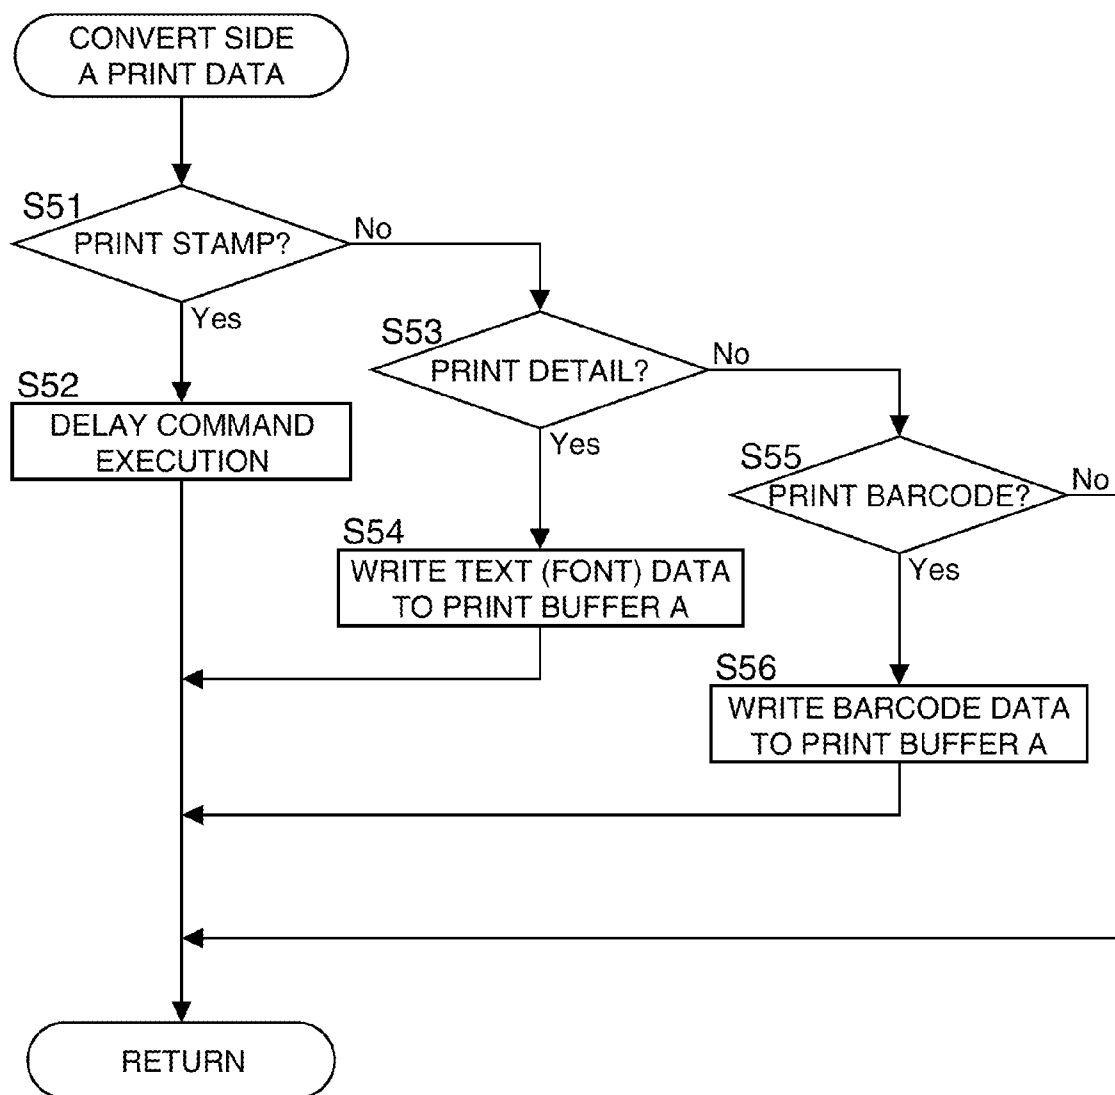 CONVERT SIDE
A PRINT DATA
S51
PRINT STAMP?
No
Yes
S53
PRINT DETAIL?
No
Yes
S52
DELAY COMMAND
EXECUTION
S55
PRINT BARCODE?
No
Yes
S54
WRITE TEXT (FONT) DATA
TO PRINT BUFFER A
S56
WRITE BARCODE DATA
TO PRINT BUFFER A
RETURN